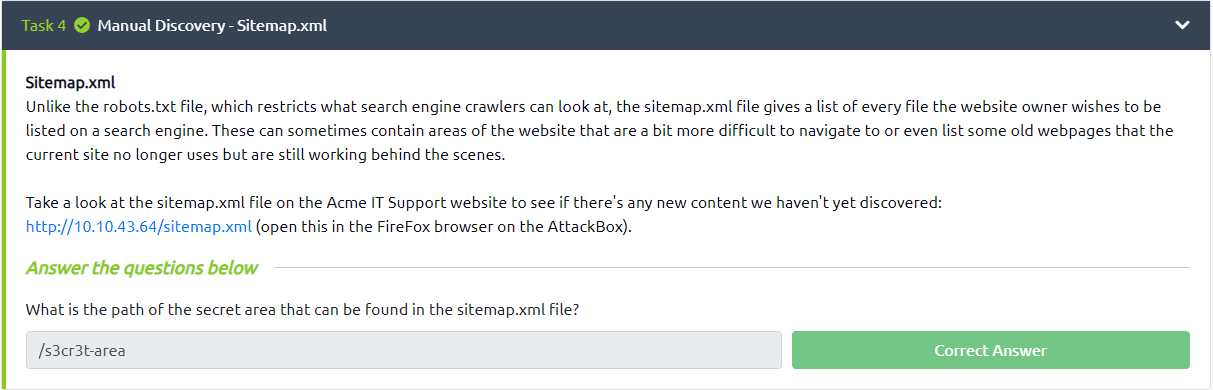 Task 4 Manual Discovery - Sitemap.xml
Sitemap.xml
Unlike the robots.txt file, which restricts what search engine crawlers can look at, the sitemap.xml file gives a list of every file the website owner wishes to be
listed on a search engine. These can sometimes contain areas of the website that are a bit more difficult to navigate to or even list some old webpages that the
current site no longer uses but are still working behind the scenes.
Take a look at the sitemap.xml file on the Acme IT Support website to see if there's any new content we haven't yet discovered:
http://10.10.43.64/sitemap.xml (open this in the FireFox browser on the AttackBox).
Answer the questions below
What is the path of the secret area that can be found in the sitemap.xml file?
/s3cr3t-area
Correct Answer